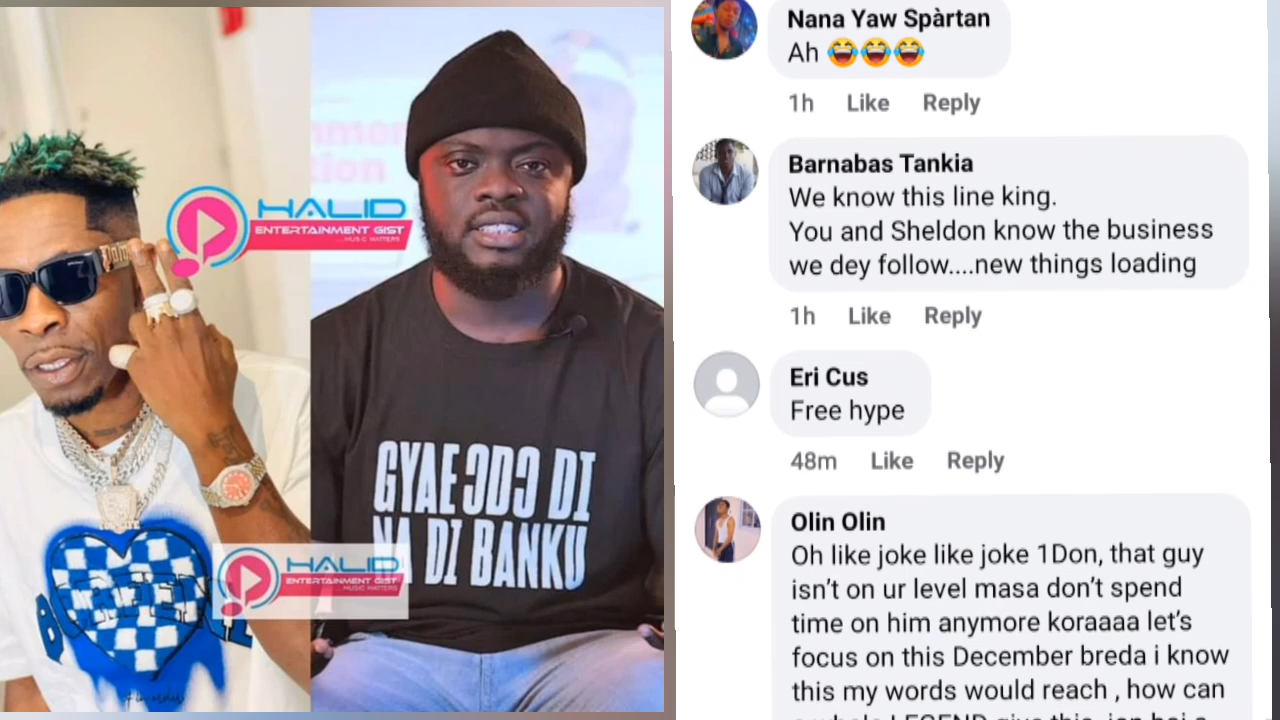 HALID
ENTERTAINMENT GIST
...MUSIC MATTERS
GYAE ƆDƆ DI
NA DI BANKU
HALID
ENTERTAINMENT GIST
...MUSIC MATTERS
Nana Yaw Spàrtan
Ah 😂😂😂
1h Like Reply
Barnabas Tankia
We know this line king.
You and Sheldon know the business
we dey follow....new things loading
1h Like Reply
Eri Cus
Free hype
48m Like Reply
Olin Olin
Oh like joke like joke 1Don, that guy
isn’t on ur level masa don’t spend
time on him anymore koraaaa let’s
focus on this December breda i know
this my words would reach , how can